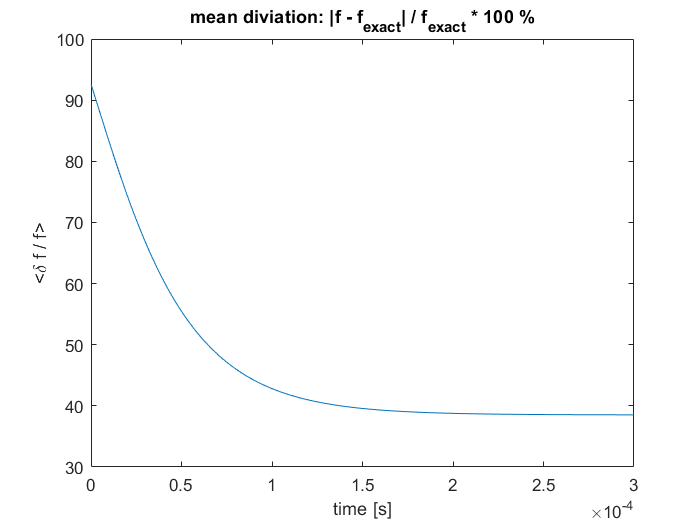 mean diviation: |f - f_exact| / f_exact * 100 %
100
90
80
70
60
50
40
30
<δ f / f>
0 0.5 1 1.5 2 2.5 3
time [s]
×10^-4